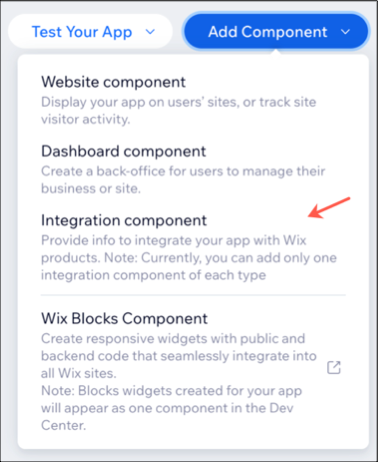 Test Your App
Add Component
Website component
Display your app on users' sites, or track site
visitor activity.
Dashboard component
Create a back-office for users to manage their
business or site.
Integration component
Provide info to integrate your app with Wix
products. Note: Currently, you can add only one
integration component of each type
Wix Blocks Component
Create responsive widgets with public and
backend code that seamlessly integrate into
all Wix sites.
Note: Blocks widgets created for your app
will appear as one component in the Dev
Center.